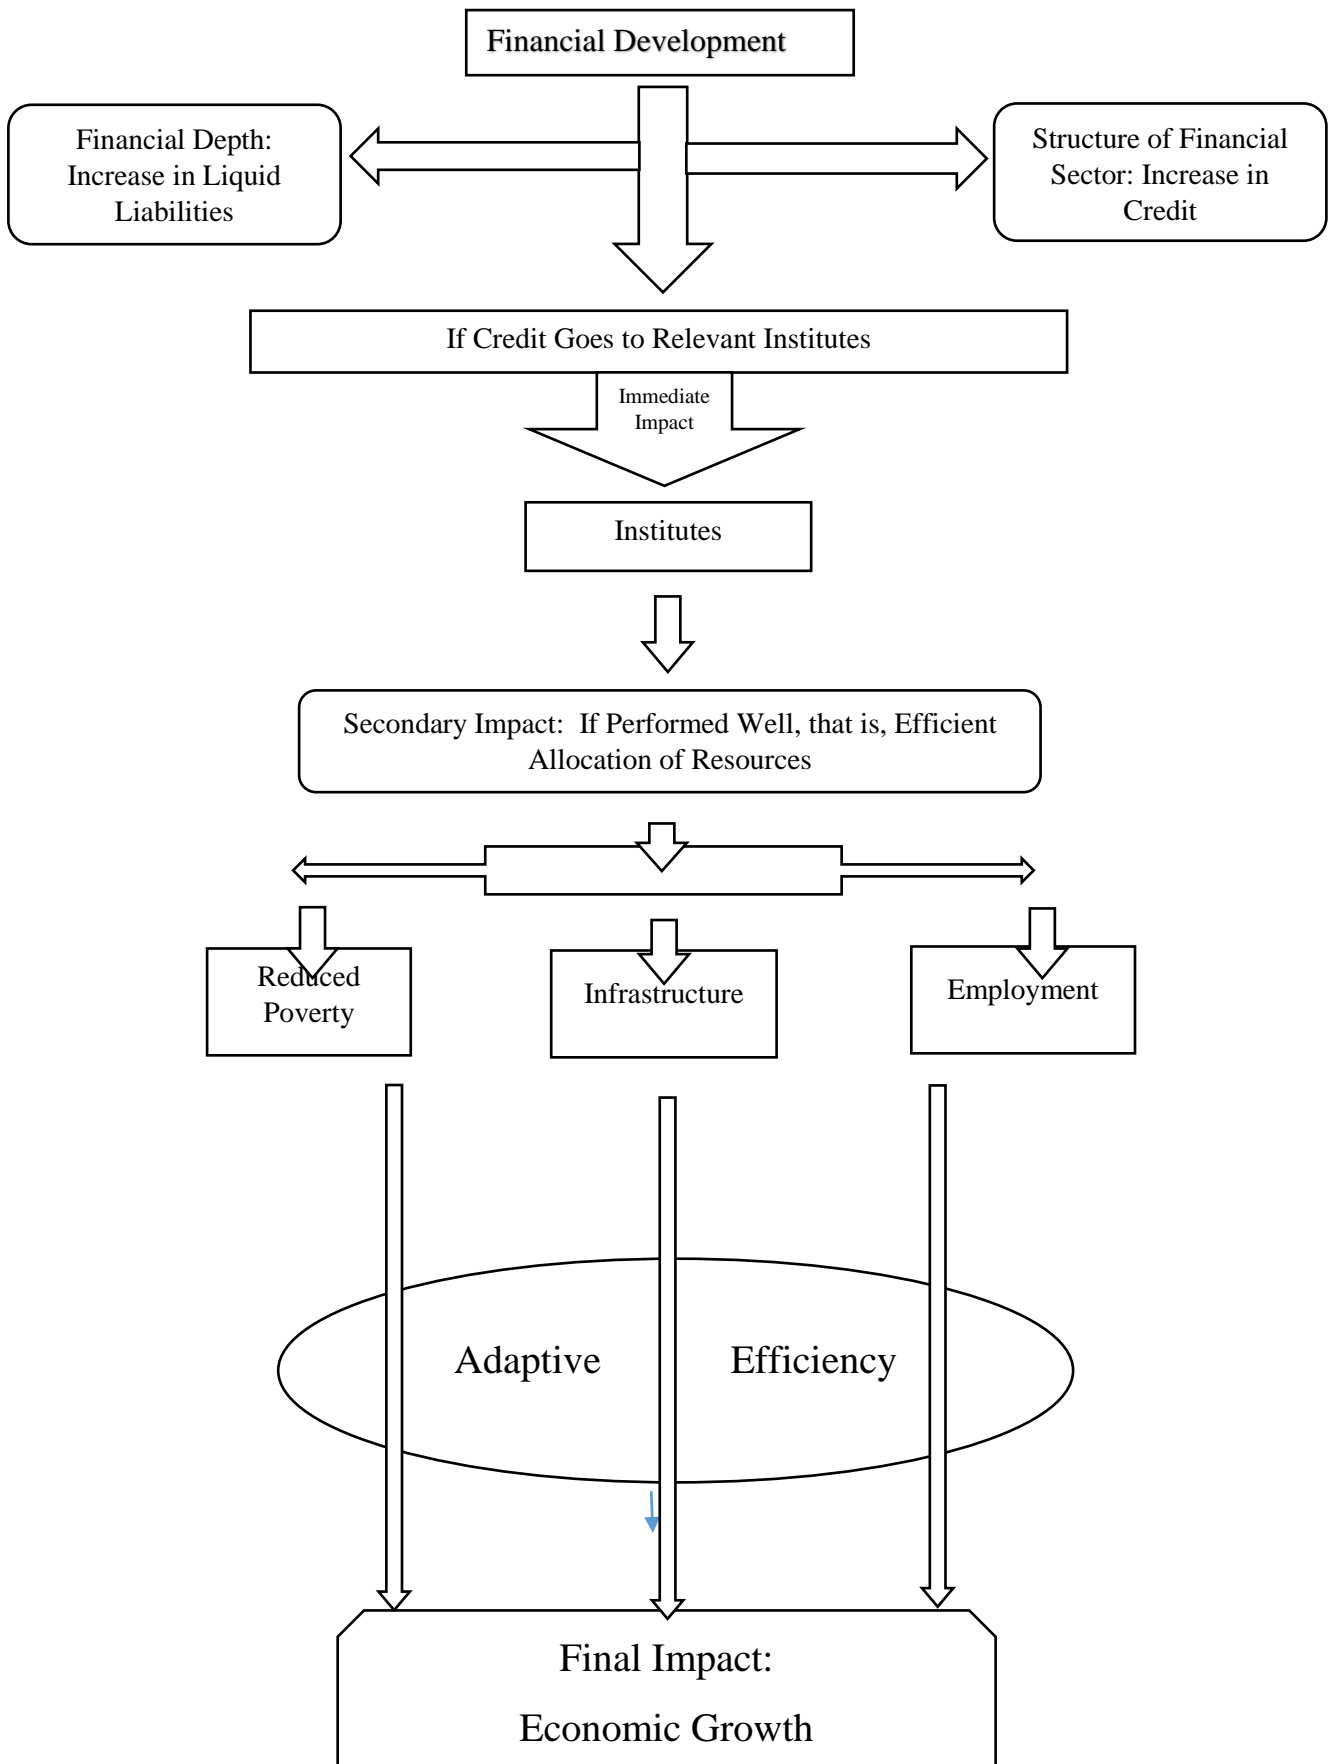 Financial Development
Financial Depth:
Increase in Liquid
Liabilities
Structure of Financial
Sector: Increase in
Credit
If Credit Goes to Relevant Institutes
Immediate
Impact
Institutes
Secondary Impact:  If Performed Well, that is, Efficient
Allocation of Resources
Reduced
Poverty
Infrastructure
Employment
Adaptive Efficiency
Final Impact:
Economic Growth